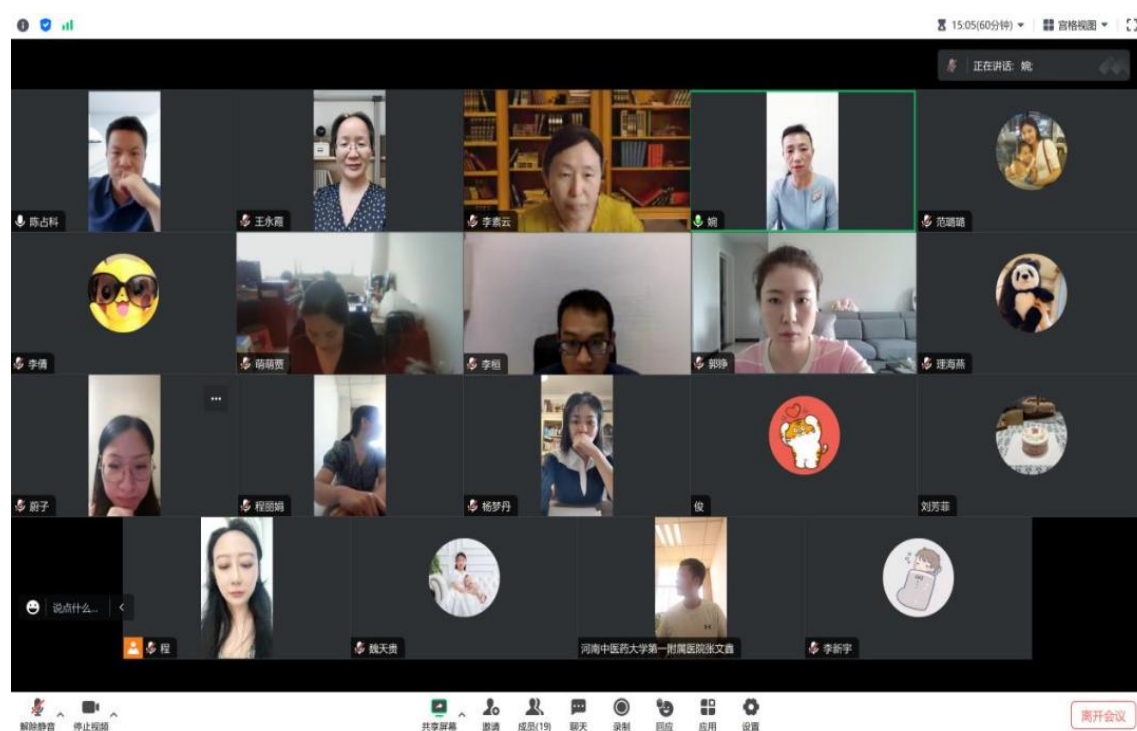 15:05(60分钟)
宫格视图
正在讲话: 婉;
陈占科
王永霞
李素云
婉
范璐璐
李倩
萌萌贾
李桓
郭铮
理海燕
蔚子
程丽娟
杨梦丹
俊
刘芳菲
说点什么...
程
魏天贵
河南中医药大学第一附属医院张文鑫
李新宇
解除静音
停止视频
共享屏幕
邀请
成员(19)
聊天
录制
回应
应用
设置
离开会议